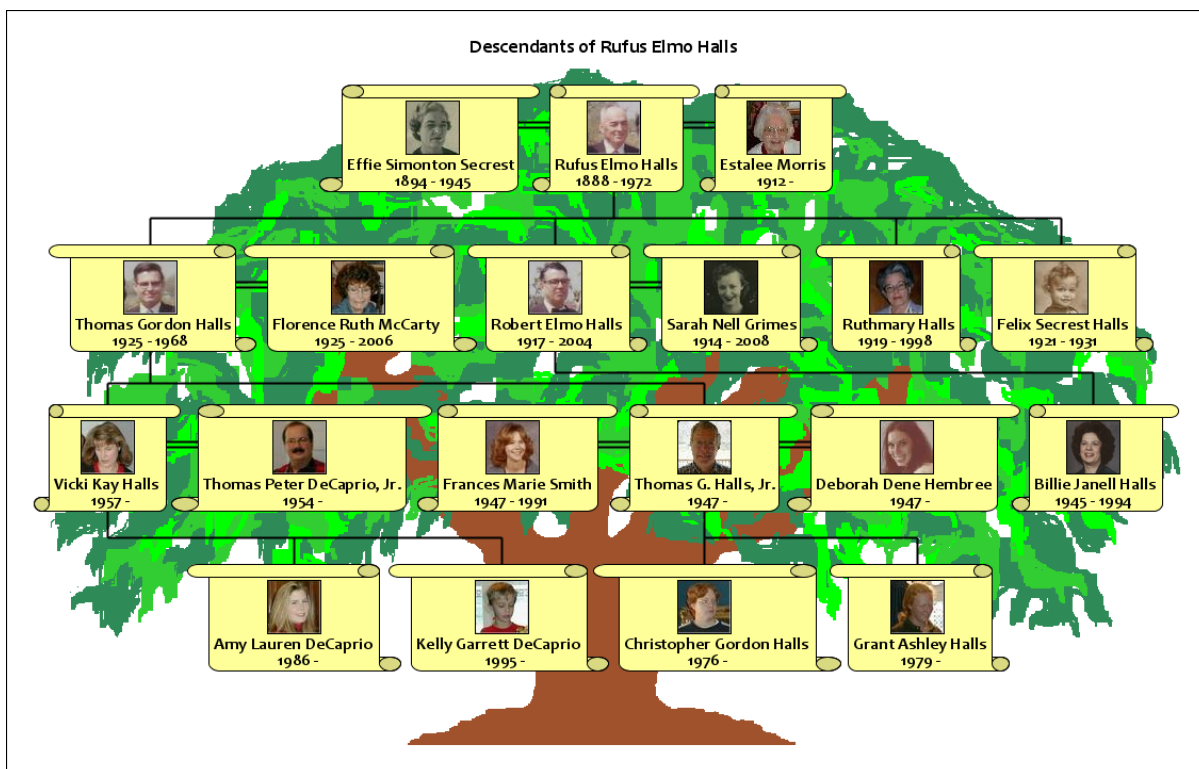 Descendants of Rufus Elmo Halls
Effie Simonton Secrest
1894 - 1945
Rufus Elmo Halls
1888 - 1972
Estalee Morris
1912 -
Thomas Gordon Halls
1925 - 1968
Florence Ruth McCarty
1925 - 2006
Robert Elmo Halls
1917 - 2004
Sarah Nell Grimes
1914 - 2008
Ruthmary Halls
1919 - 1998
Felix Secrest Halls
1921 - 1931
Vicki Kay Halls
1957 -
Thomas Peter DeCaprio, Jr.
1954 -
Frances Marie Smith
1947 - 1991
Thomas G. Halls, Jr.
1947 -
Deborah Dene Hembree
1947 -
Billie Janell Halls
1945 - 1994
Amy Lauren DeCaprio
1986 -
Kelly Garrett DeCaprio
1995 -
Christopher Gordon Halls
1976 -
Grant Ashley Halls
1979 -